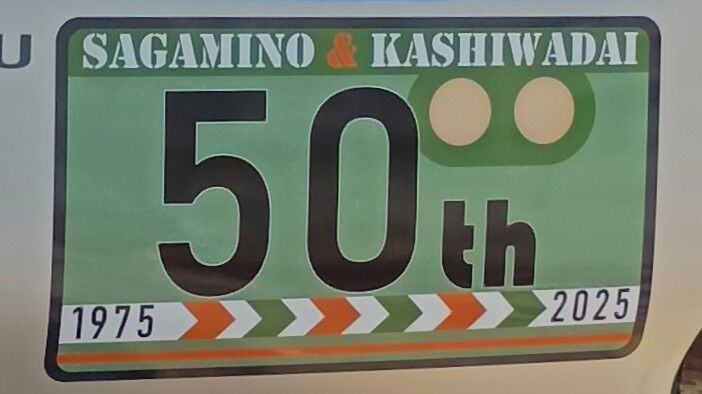 U
SAGAMINO & KASHIWADAI
50th
1975 2025